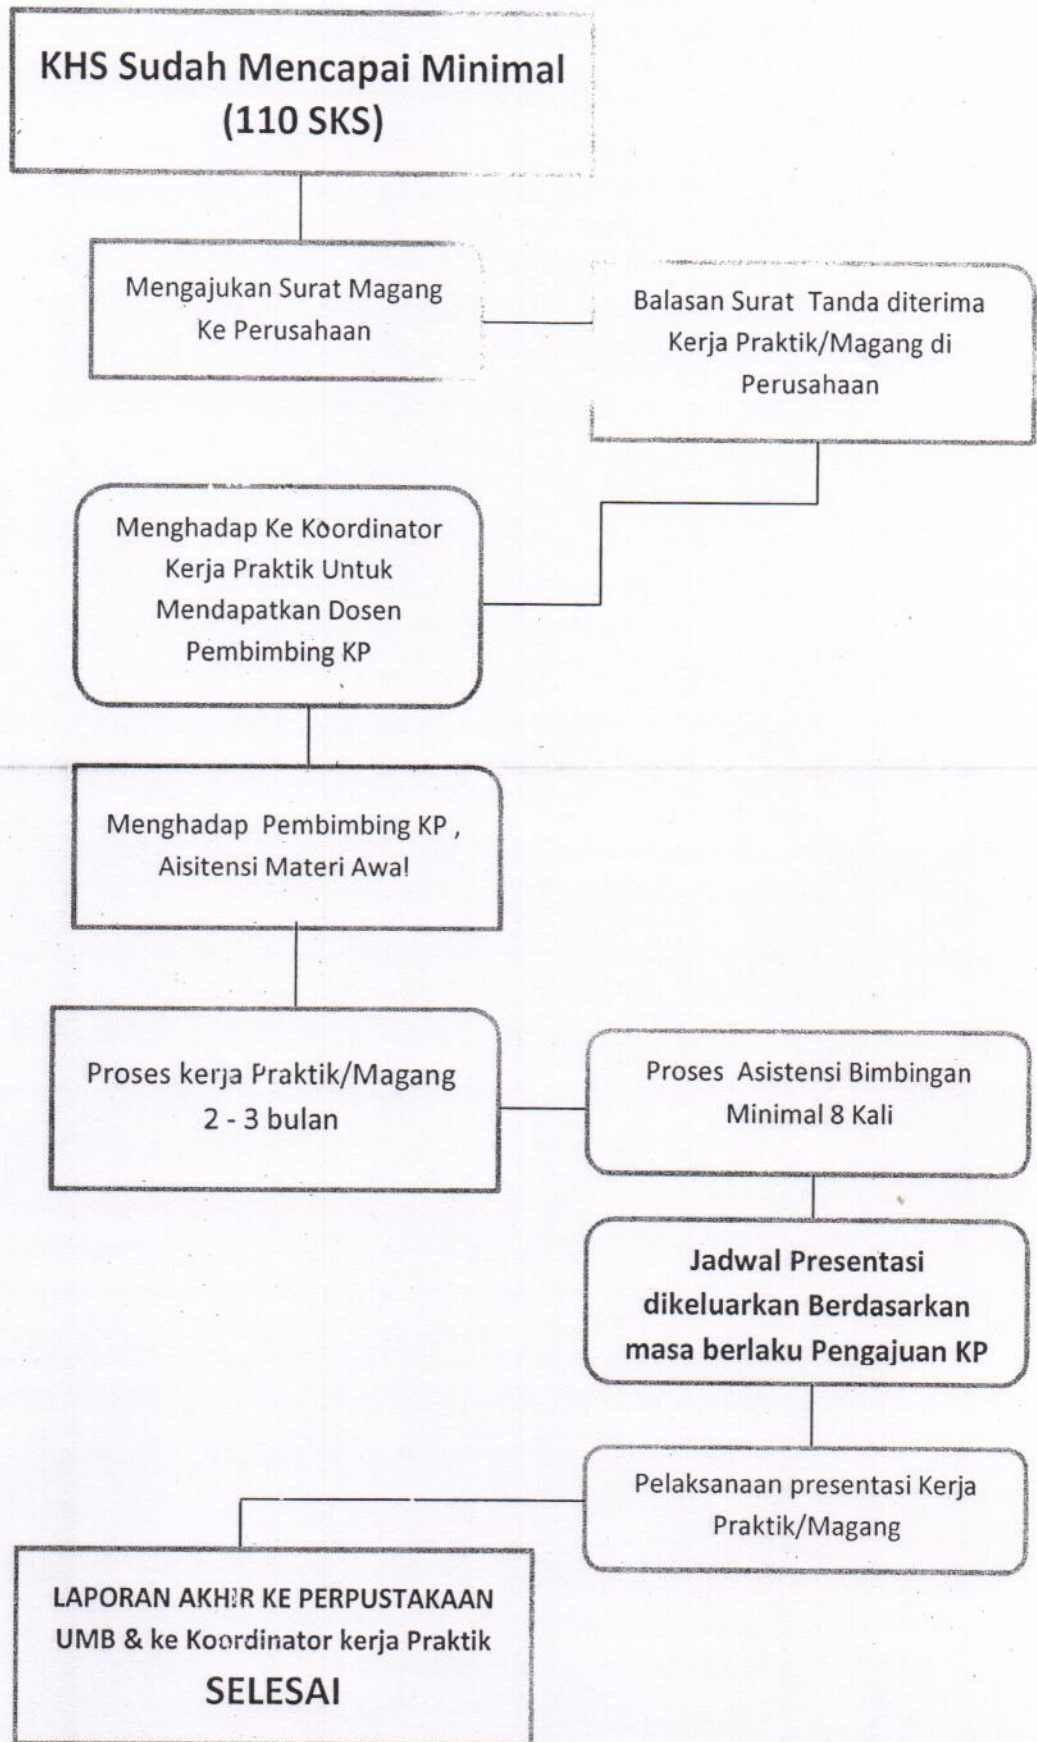 KHS Sudah Mencapai Minimal
(110 SKS)
Mengajukan Surat Magang
Ke Perusahaan
Balasan Surat Tanda diterima
Kerja Praktik/Magang di
Perusahaan
Menghadap Ke Koordinator
Kerja Praktik Untuk
Mendapatkan Dosen
Pembimbing KP
Menghadap Pembimbing KP ,
Aisitensi Materi Awal
Proses kerja Praktik/Magang
2 - 3 bulan
Proses Asistensi Bimbingan
Minimal 8 Kali
Jadwal Presentasi
dikeluarkan Berdasarkan
masa berlaku Pengajuan KP
Pelaksanaan presentasi Kerja
Praktik/Magang
LAPORAN AKHIR KE PERPUSTAKAAN
UMB & ke Koordinator kerja Praktik
SELESAI